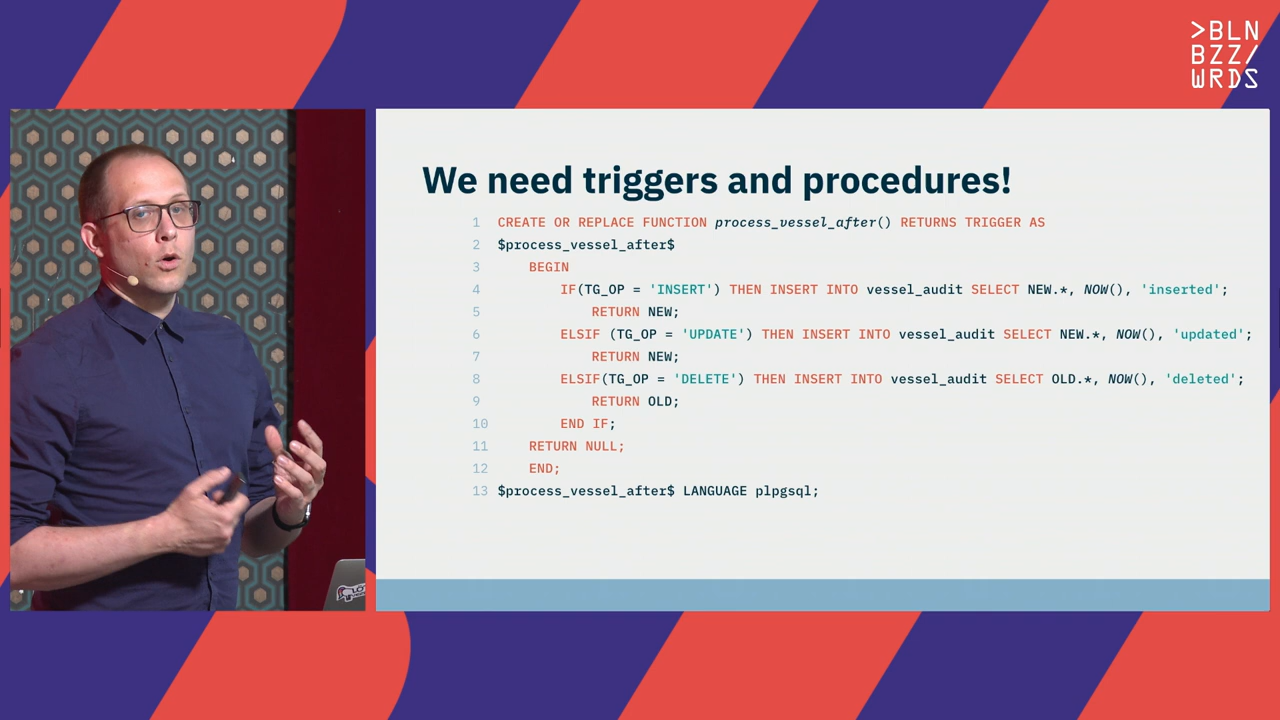 >BLN
BZZ/
WRDS
We need triggers and procedures!
1 CREATE OR REPLACE FUNCTION process_vessel_after() RETURNS TRIGGER AS
2 $process_vessel_after$
3 BEGIN
4 IF(TG_OP = 'INSERT') THEN INSERT INTO vessel_audit SELECT NEW.*, NOW(), 'inserted';
5 RETURN NEW;
6 ELSIF (TG_OP = 'UPDATE') THEN INSERT INTO vessel_audit SELECT NEW.*, NOW(), 'updated';
7 RETURN NEW;
8 ELSIF(TG_OP = 'DELETE') THEN INSERT INTO vessel_audit SELECT OLD.*, NOW(), 'deleted';
9 RETURN OLD;
10 END IF;
11 RETURN NULL;
12 END;
13 $process_vessel_after$ LANGUAGE plpgsql;